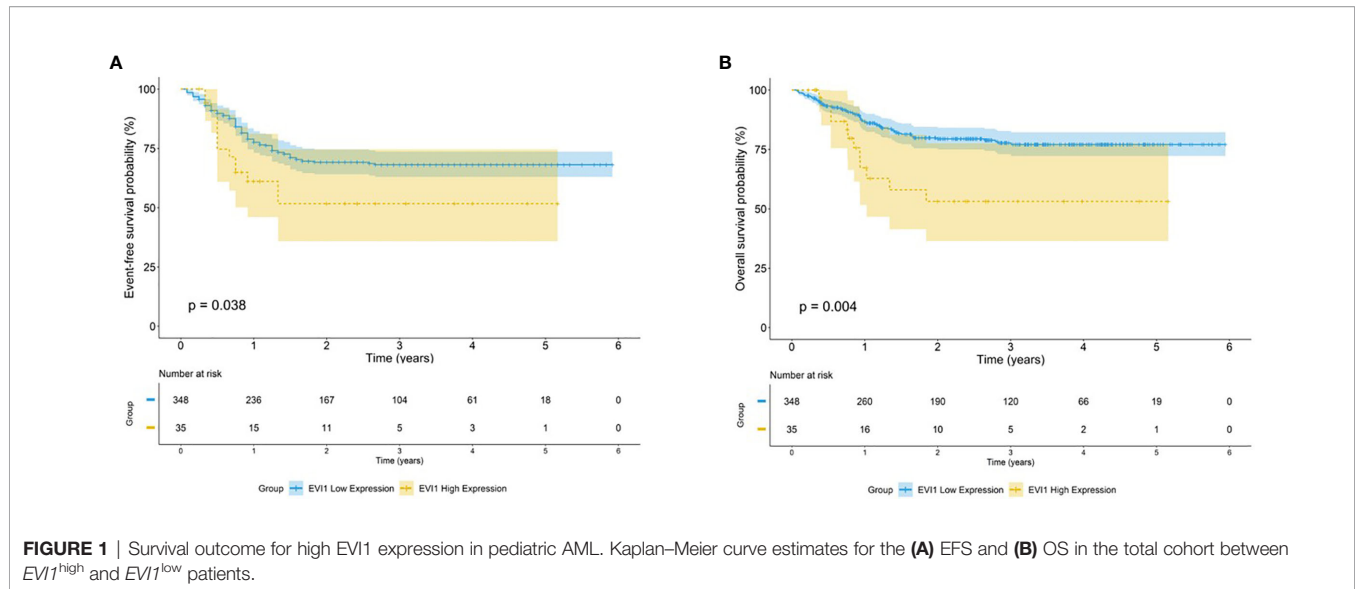 A
Event-free survival probability (%)
100
75
50
25
0
p = 0.038
0 1 2 3 4 5 6
Time (years)
Number at risk
Group
348 236 167 104 61 18 0
35 15 11 5 3 1 0
0 1 2 3 4 5 6
Time (years)
Group EVI1 Low Expression EVI1 High Expression
B
Overall survival probability (%)
100
75
50
25
0
p = 0.004
0 1 2 3 4 5 6
Time (years)
Number at risk
Group
348 260 190 120 66 19 0
35 16 10 5 2 1 0
0 1 2 3 4 5 6
Time (years)
Group EVI1 Low Expression EVI1 High Expression
FIGURE 1 | Survival outcome for high EVI1 expression in pediatric AML. Kaplan–Meier curve estimates for the (A) EFS and (B) OS in the total cohort between
EVI1high and EVI1low patients.